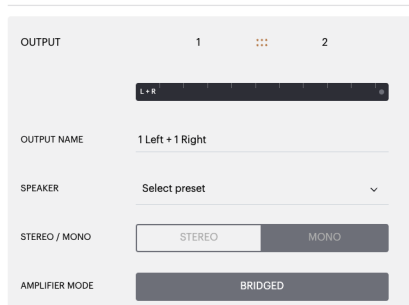 OUTPUT 1 2
L+R
OUTPUT NAME 1 Left + 1 Right
SPEAKER Select preset
STEREO / MONO STEREO MONO
AMPLIFIER MODE BRIDGED